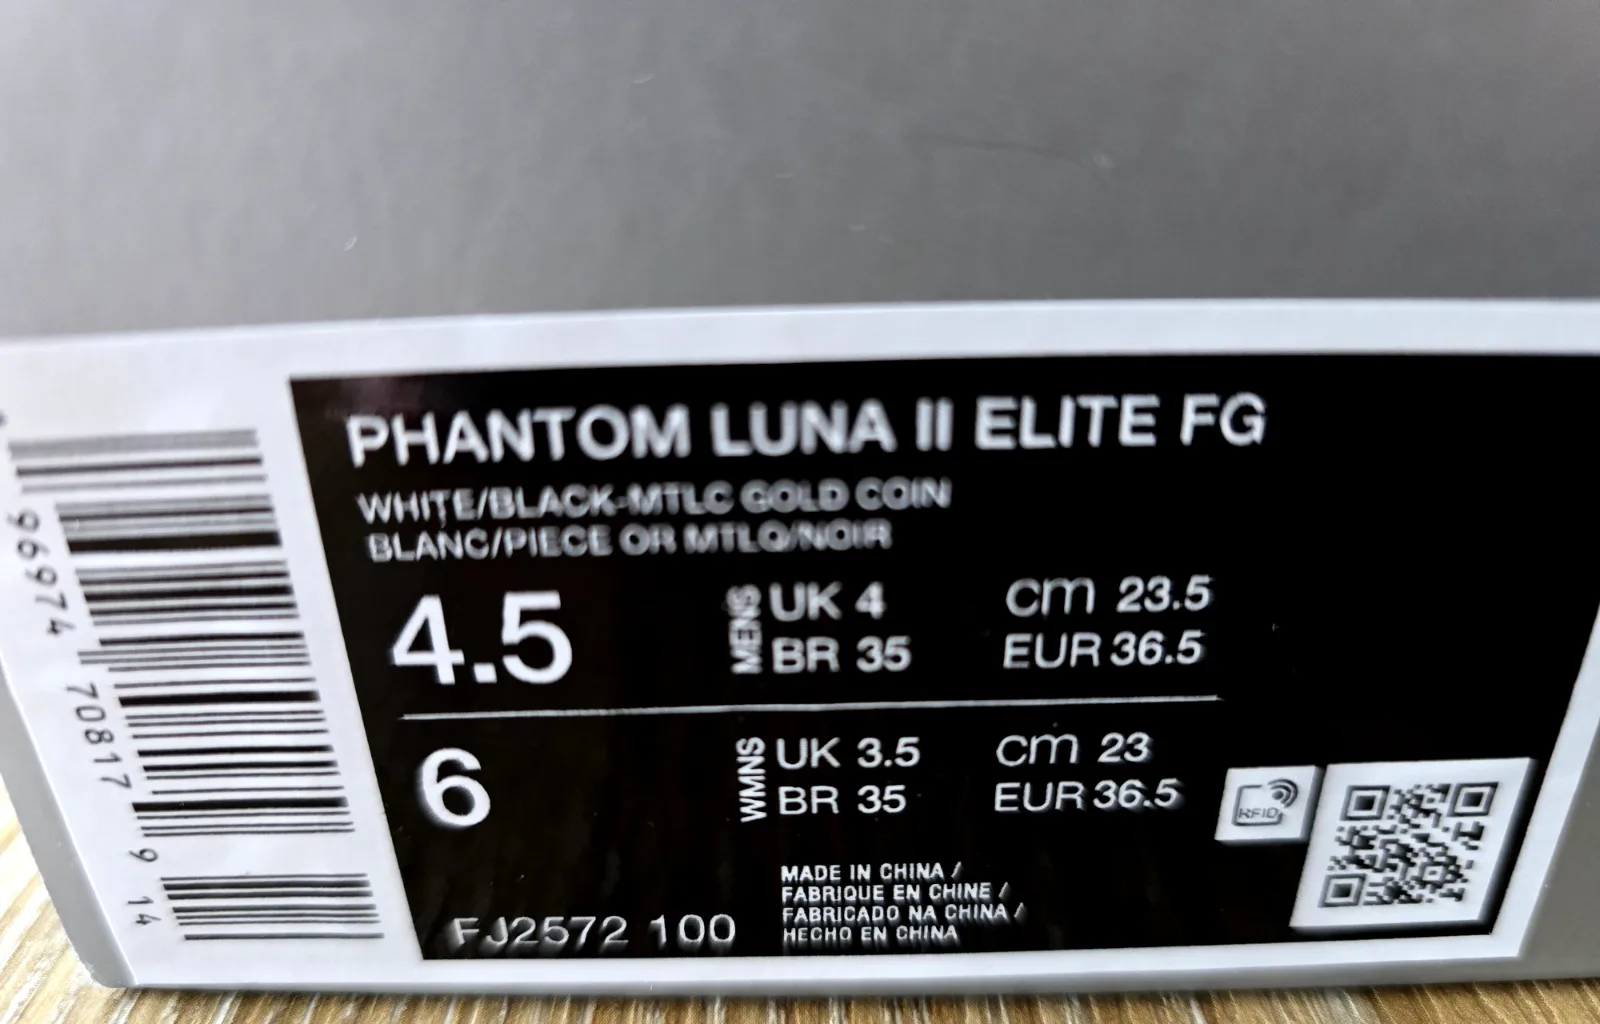 PHANTOM LUNA II ELITE FG
WHITE/BLACK-MTLC GOLD COIN
BLANC/PIECE OR MTLQ/NOIR
4.5
MENS
UK 4
cm 23.5
BR 35
EUR 36.5
6
WMNS
UK 3.5
cm 23
BR 35
EUR 36.5
RFID
FJ2572 100
MADE IN CHINA /
FABRIQUE EN CHINE /
FABRICADO NA CHINA /
HECHO EN CHINA
96974 70817 9
14